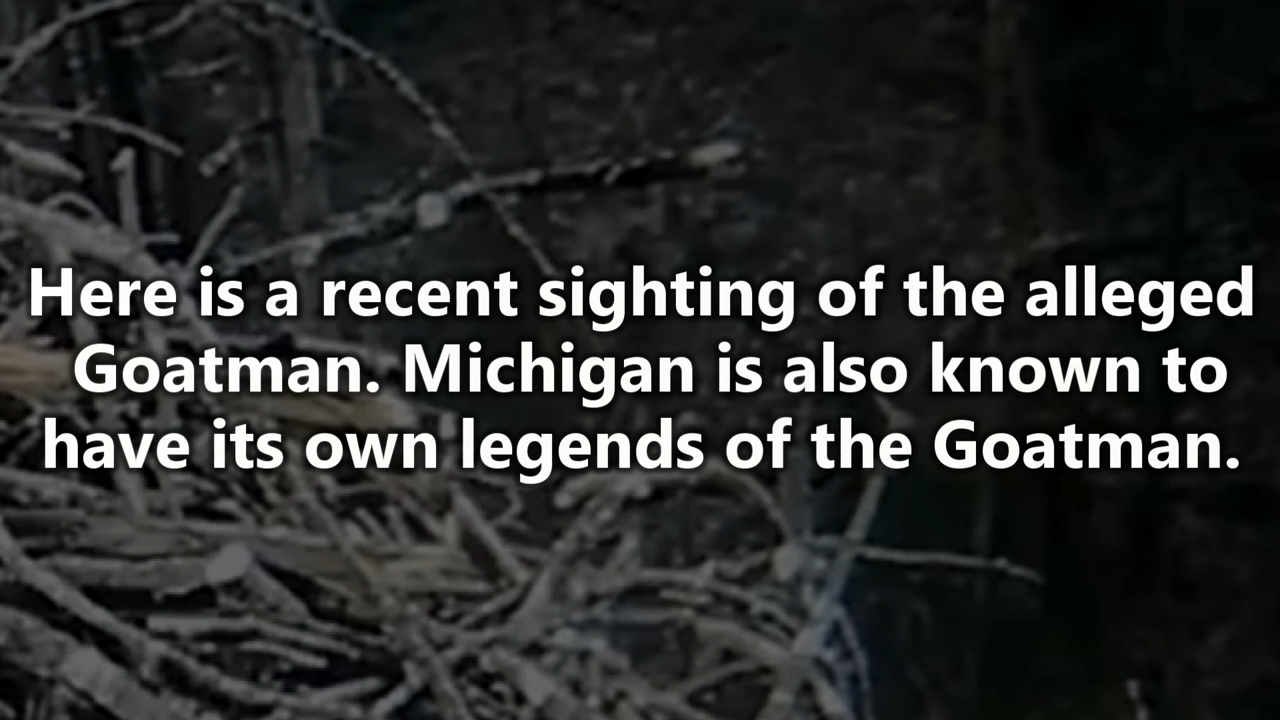 Here is a recent sighting of the alleged
Goatman. Michigan is also known to
have its own legends of the Goatman.